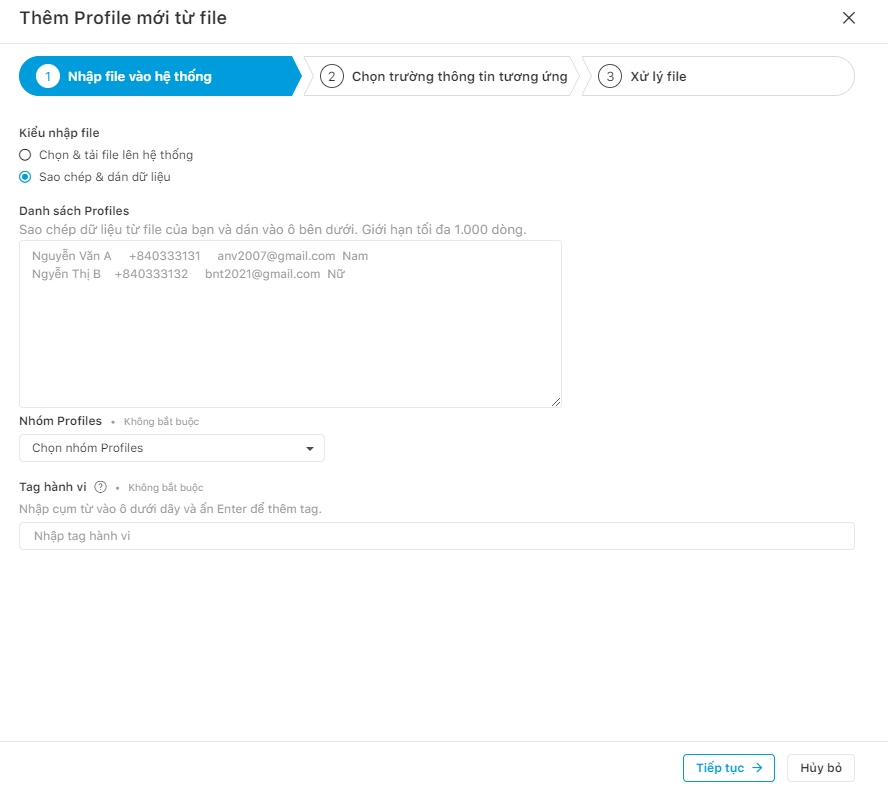 Thêm Profile mới từ file
1 Nhập file vào hệ thống
2 Chọn trường thông tin tương ứng
3 Xử lý file
Kiểu nhập file
Chọn & tải file lên hệ thống
Sao chép & dán dữ liệu
Danh sách Profiles
Sao chép dữ liệu từ file của bạn và dán vào ô bên dưới. Giới hạn tối đa 1.000 dòng.
Nguyễn Văn A +840333131 anv2007@gmail.com Nam
Ngyễn Thị B +840333132 bnt2021@gmail.com Nữ
Nhóm Profiles • Không bắt buộc
Chọn nhóm Profiles
Tag hành vi ? • Không bắt buộc
Nhập cụm từ vào ô dưới dây và ấn Enter để thêm tag.
Nhập tag hành vi
Tiếp tục →
Hủy bỏ